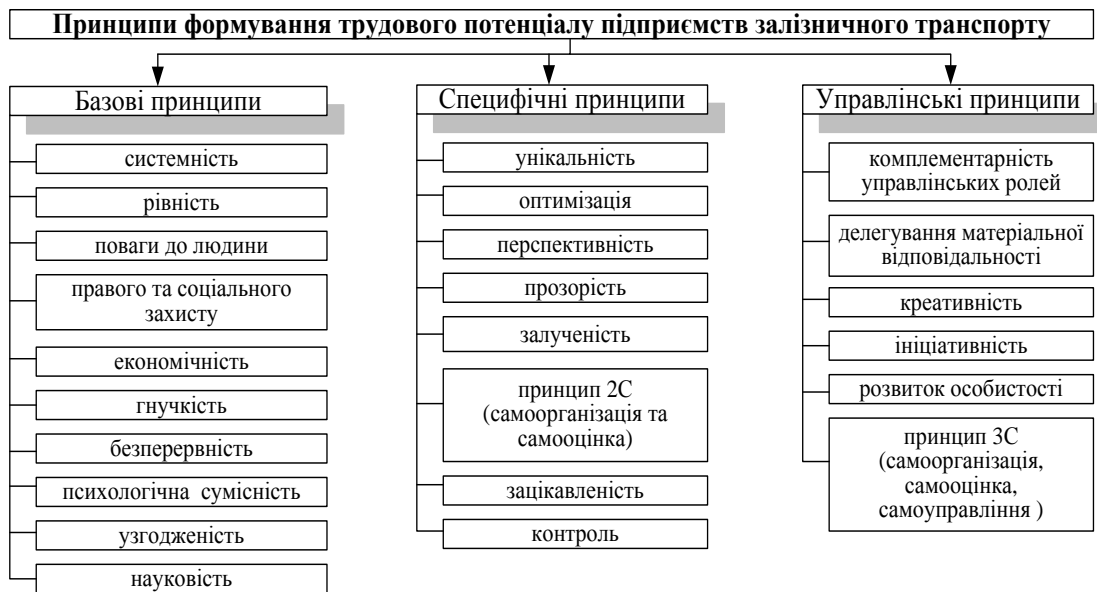 Принципи формування трудового потенціалу підприємств залізничного транспорту
Базові принципи
системність
рівність
поваги до людини
правого та соціального
захисту
економічність
гнучкість
безперервність
психологічна сумісність
узгодженість
науковість
Специфічні принципи
унікальність
оптимізація
перспективність
прозорість
залученість
принцип 2С
(самоорганізація та
самооцінка)
зацікавленість
контроль
Управлінські принципи
комплементарність
управлінських ролей
делегування матеріальної
відповідальності
креативність
ініціативність
розвиток особистості
принцип 3С
(самоорганізація,
самооцінка,
самоуправління )